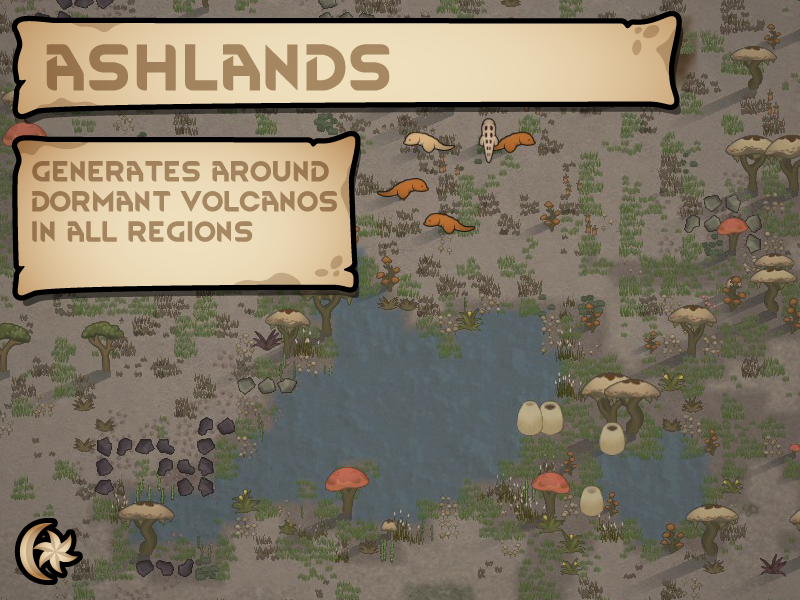 ASHLANDS
GENERATES AROUND
DORMANT VOLCANOS
IN ALL REGIONS